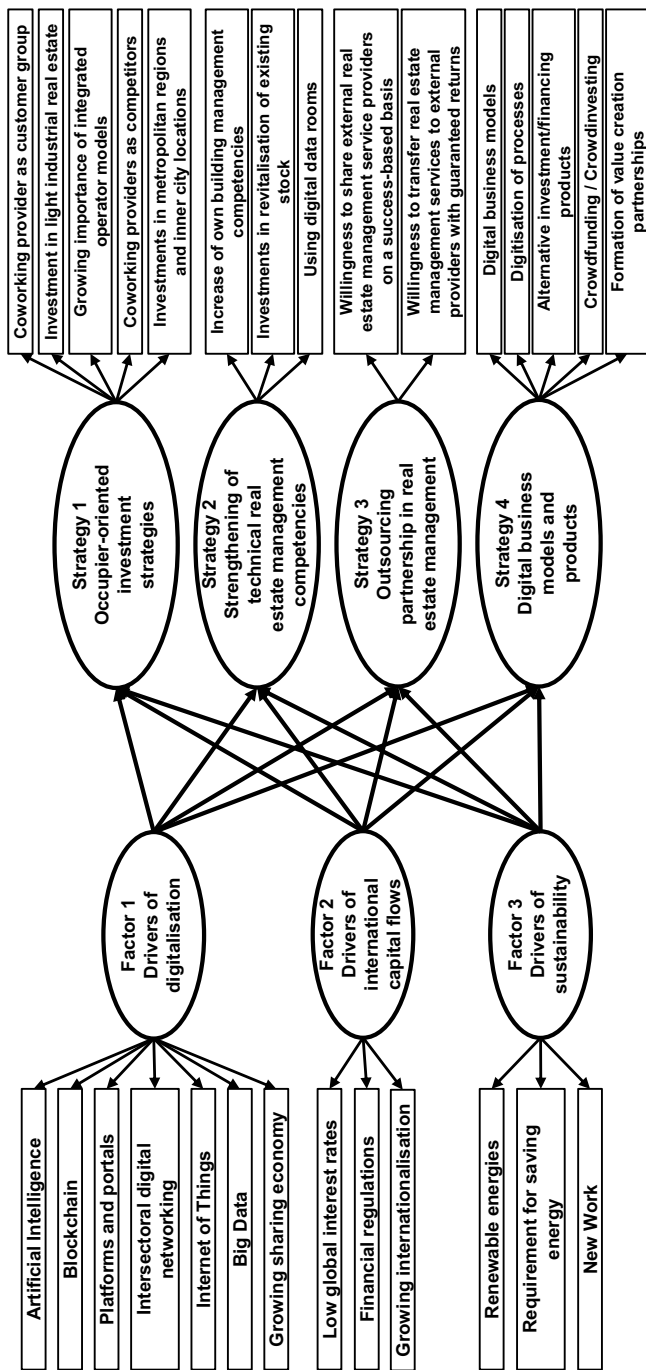 Artificial Intelligence
Blockchain
Platforms and portals
Intersectoral digital
networking
Internet of Things
Big Data
Growing sharing economy
Low global interest rates
Financial regulations
Growing internationalisation
Renewable energies
Requirement for saving
energy
New Work
Factor 1
Drivers of
digitalisation
Factor 2
Drivers of
international
capital flows
Factor 3
Drivers of
sustainability
Strategy 1
Occupier-oriented
investment
strategies
Strategy 2
Strengthening of
technical real
estate management
competencies
Strategy 3
Outsourcing
partnership in real
estate management
Strategy 4
Digital business
models and
products
Coworking provider as customer group
Investment in light industrial real estate
Growing importance of integrated
operator models
Coworking providers as competitors
Investments in metropolitan regions
and inner city locations
Increase of own building management
competencies
Investments in revitalisation of existing
stock
Using digital data rooms
Willingness to share external real
estate management service providers
on a success-based basis
Willingness to transfer real estate
management services to external
providers with guaranteed returns
Digital business models
Digitisation of processes
Alternative investment/financing
products
Crowdfunding / Crowdinvesting
Formation of value creation
partnerships